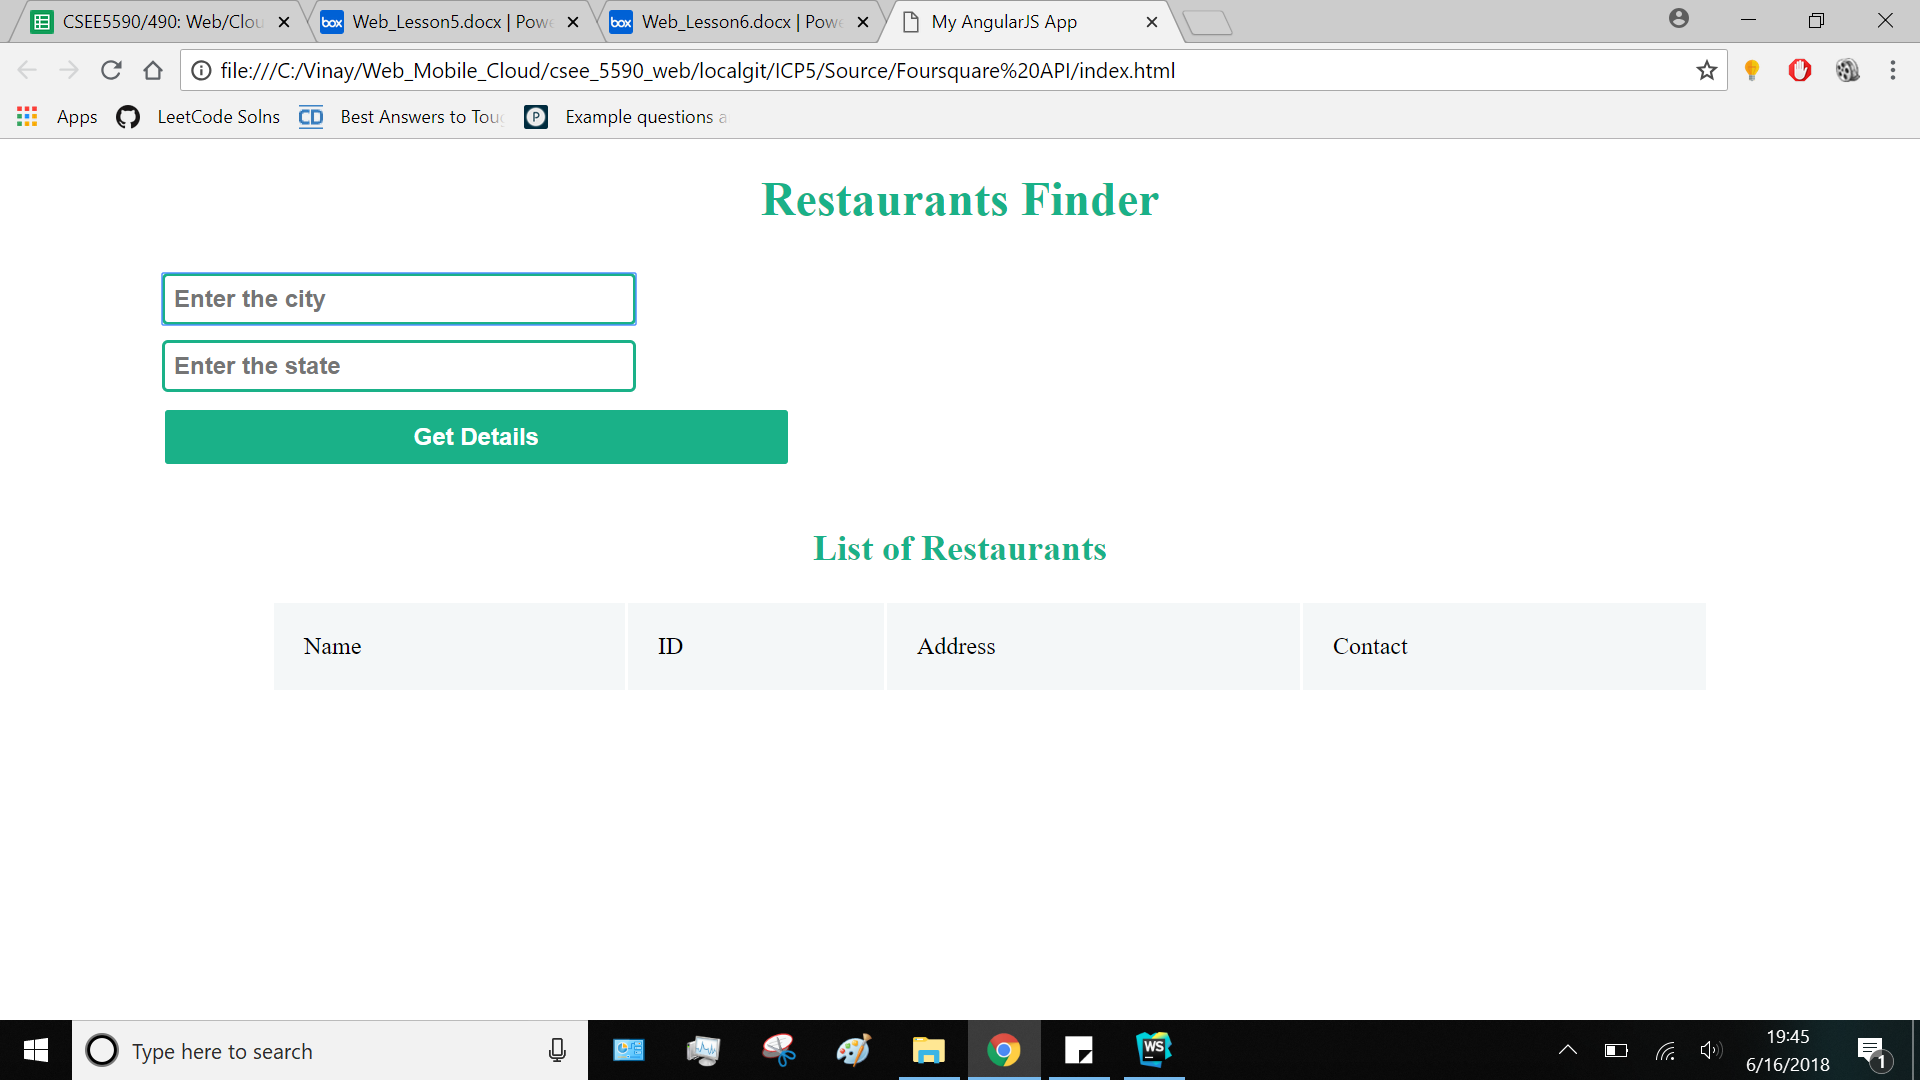 CSEE5590/490: Web/Clou
Web_Lesson5.docx | Powe
Web_Lesson6.docx | Powe
My AngularJS App
file:///C:/Vinay/Web_Mobile_Cloud/csee_5590_web/localgit/ICP5/Source/Foursquare%20API/index.html
Apps
LeetCode Solns
CD
Best Answers to Toug
P
Example questions a
Restaurants Finder
Enter the city
Enter the state
Get Details
List of Restaurants
Name ID Address Contact
Type here to search
WS
19:45
6/16/2018
1